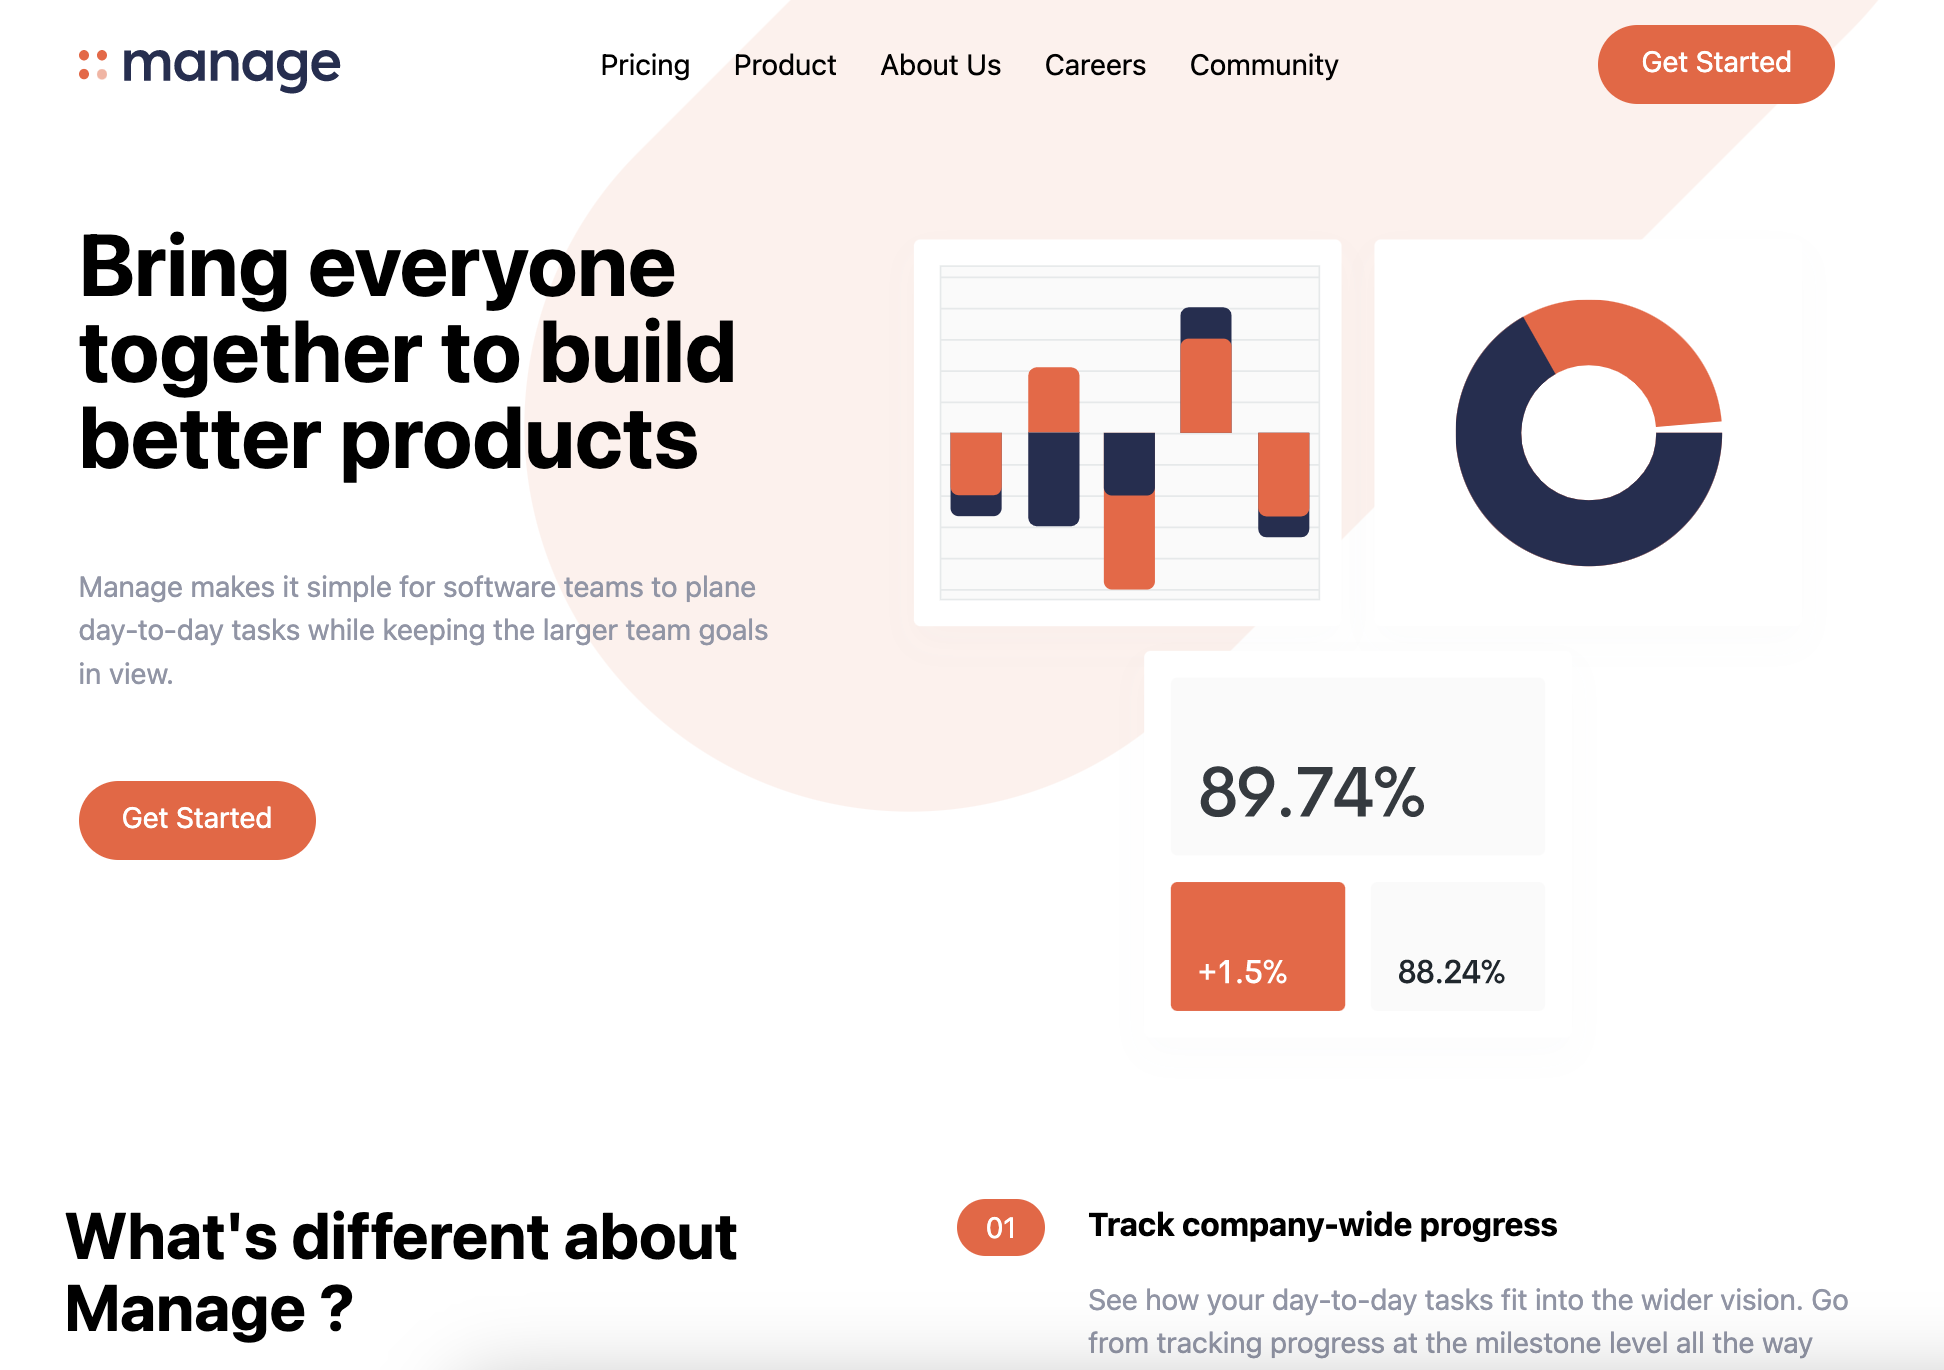 manage
Pricing Product About Us Careers Community
Get Started
Bring everyone
together to build
better products
Manage makes it simple for software teams to plane
day-to-day tasks while keeping the larger team goals
in view.
Get Started
89.74%
+1.5% 88.24%
What's different about
Manage ?
01 Track company-wide progress
See how your day-to-day tasks fit into the wider vision. Go
from tracking progress at the milestone level all the way